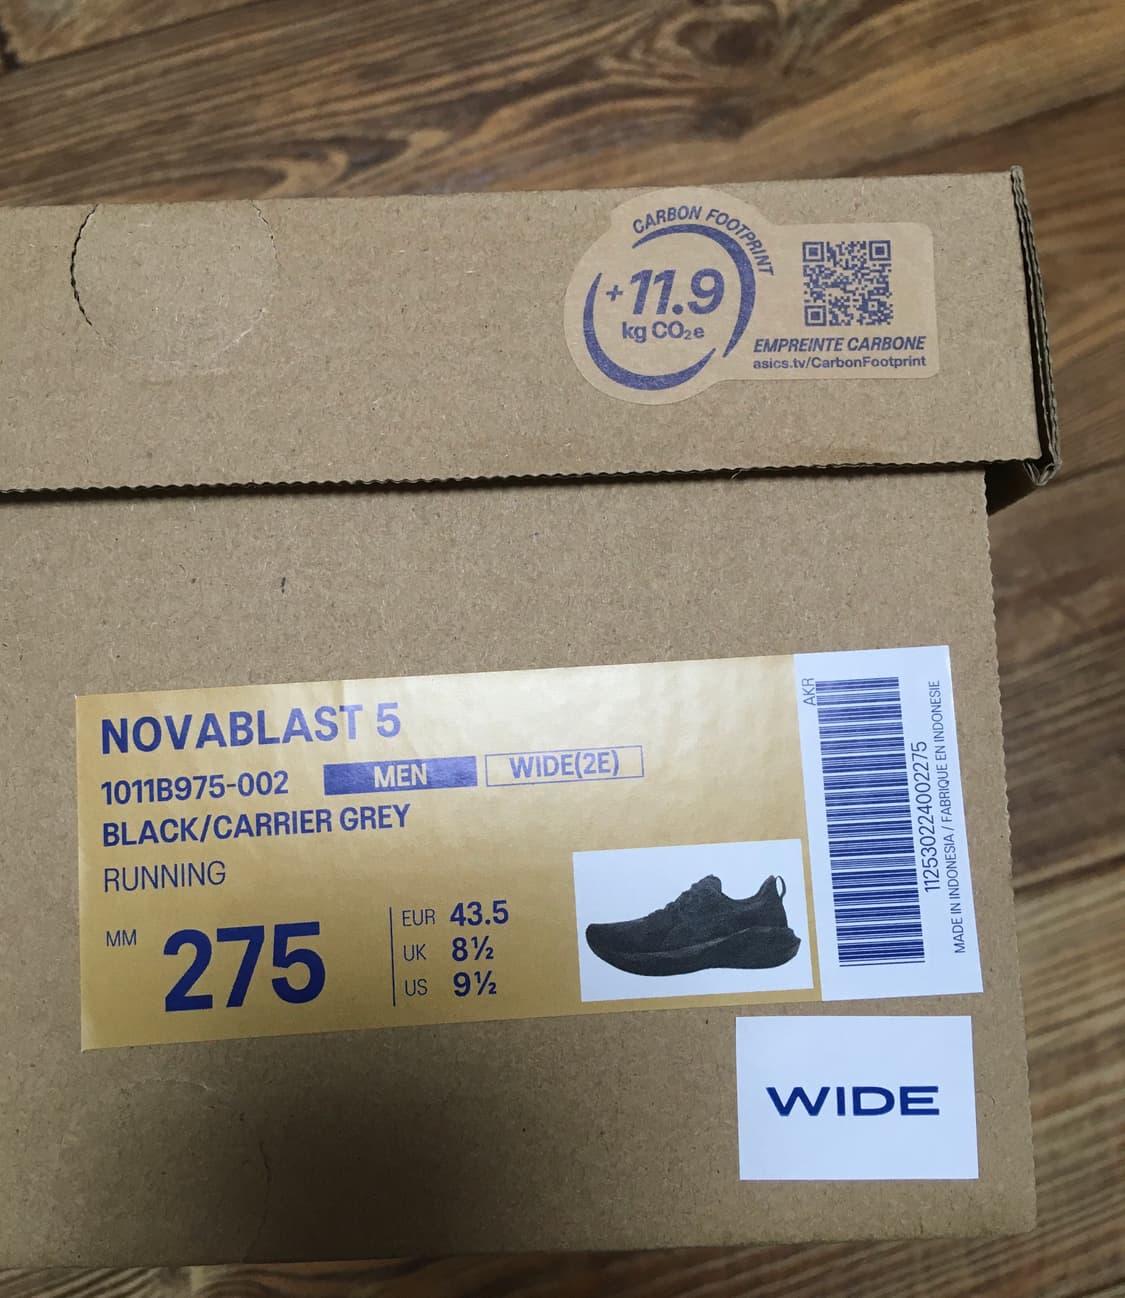 CARBON FOOTPRINT
+11.9
kg CO₂e
EMPREINTE CARBONE
asics.tv/CarbonFootprint
NOVABLAST 5
1011B975-002 MEN WIDE(2E)
BLACK/CARRIER GREY
RUNNING
MM 275
EUR 43.5
UK 8½
US 9½
AKR
1125302224002275
MADE IN INDONESIA / FABRIQUE EN INDONESIE
WIDE